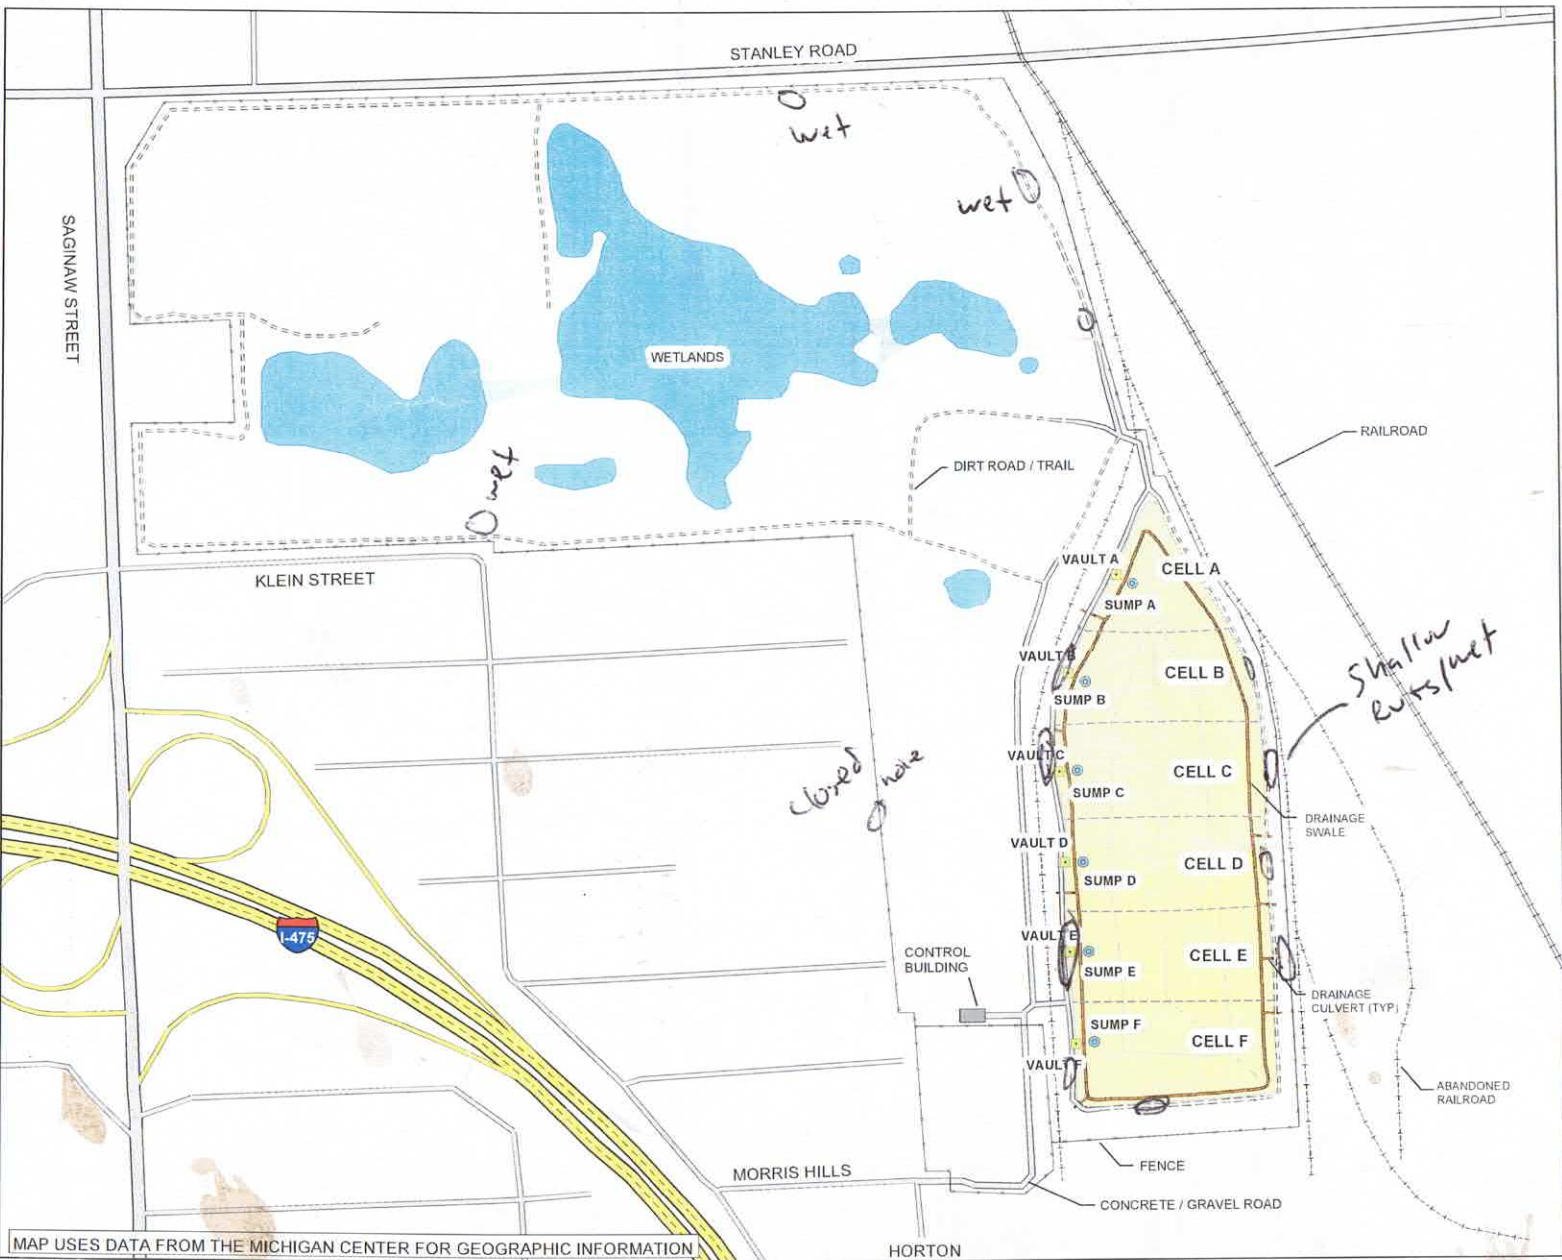 STANLEY ROAD
wet
wet
SAGINAW STREET
WETLANDS
RAILROAD
wet
DIRT ROAD / TRAIL
KLEIN STREET
VAULT A
CELL A
SUMP A
Shallow
Ruts/wet
VAULT B
CELL B
SUMP B
VAULT C
CELL C
closed
SUMP C
DRAINAGE
SWALE
VAULT D
CELL D
SUMP D
I-475
VAULT E
CONTROL
BUILDING
CELL E
SUMP E
DRAINAGE
CULVERT (TYP)
SUMP F
CELL F
VAULT F
ABANDONED
RAILROAD
MORRIS HILLS
FENCE
CONCRETE / GRAVEL ROAD
MAP USES DATA FROM THE MICHIGAN CENTER FOR GEOGRAPHIC INFORMATION
HORTON